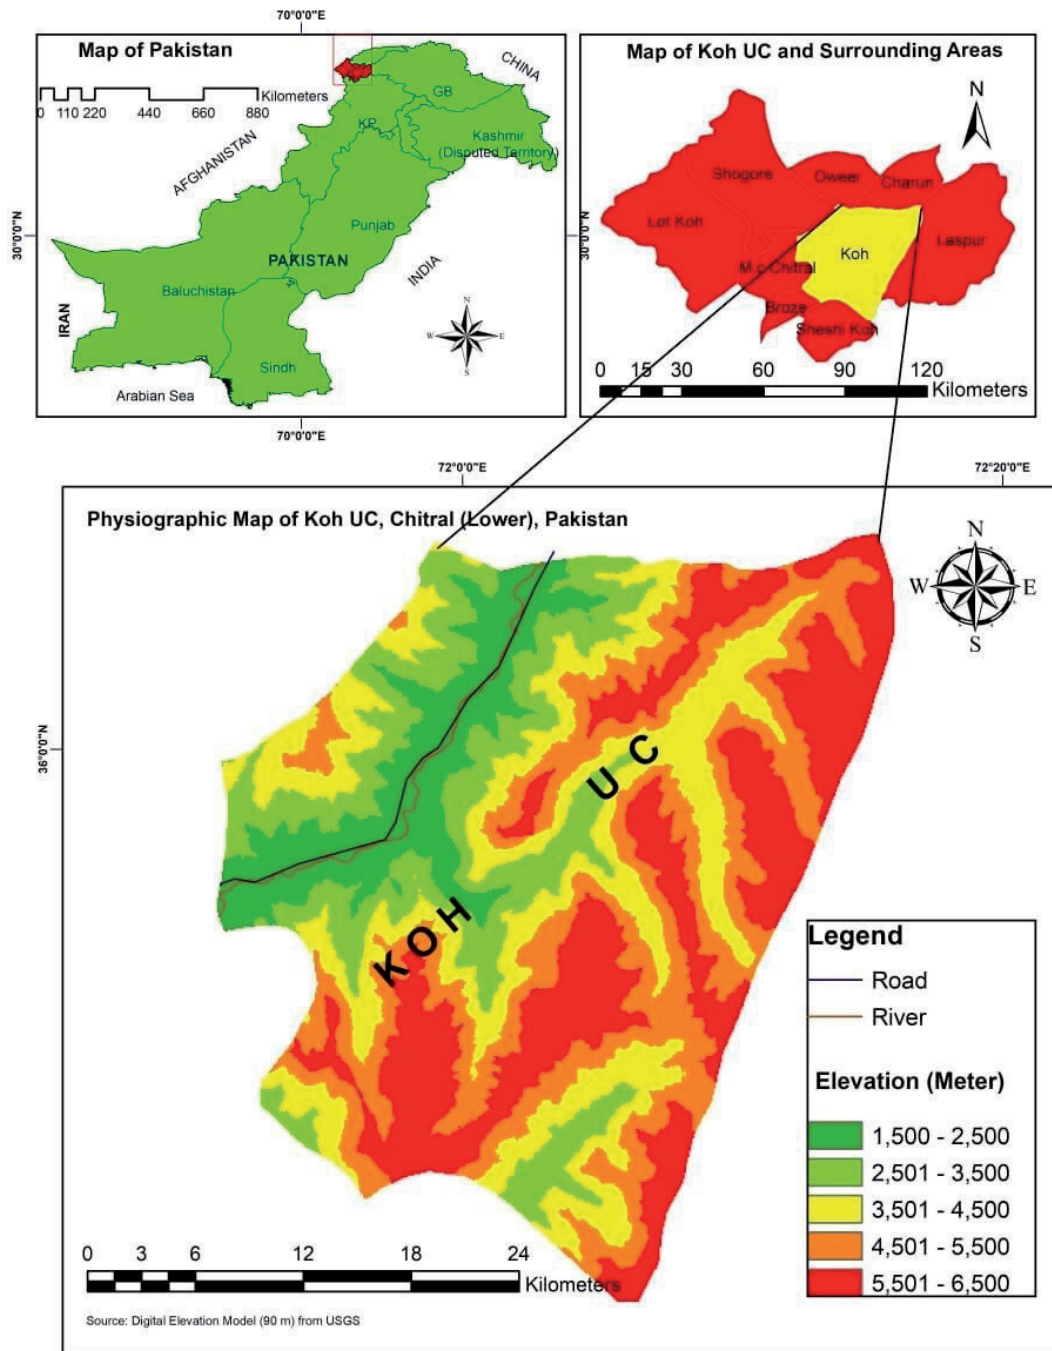 70°0'0"E
Map of Pakistan
Kilometers
0 110 220 440 660 880
CHINA
GB
KP
Kashmir
(Disputed Territory)
AFGHANISTAN
Punjab
30°0'0"N
PAKISTAN
INDIA
Baluchistan
IRAN
N
W E
S
Sindh
Arabian Sea
70°0'0"E
Map of Koh UC and Surrounding Areas
N
Shogore
Oweer
Charun
Lot Koh
Laspur
30°0'0"N
Koh
M.c Chitral
Broze
Sheshi Koh
0 15 30 60 90 120
Kilometers
72°0'0"E
72°20'0"E
Physiographic Map of Koh UC, Chitral (Lower), Pakistan
N
W E
S
36°0'0"N
KOH UC
Legend
Road
River
Elevation (Meter)
1,500 - 2,500
2,501 - 3,500
3,501 - 4,500
4,501 - 5,500
5,501 - 6,500
0 3 6 12 18 24
Kilometers
Source: Digital Elevation Model (90 m) from USGS